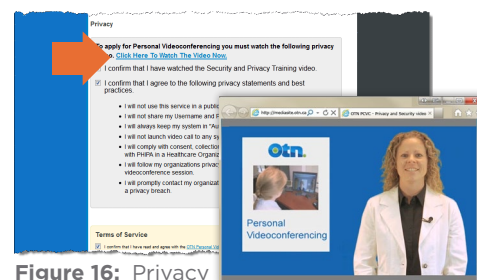 Privacy
To apply for Personal Videoconferencing you must watch the following privacy
o. Click Here To Watch The Video Now.
I confirm that I have watched the Security and Privacy Training video.
I confirm that I agree to the following privacy statements and best
practices.
I will not use this service in a public
I will not share my Username and P
I will always keep my system in "Au
I will not launch video call to any sy
I will comply with consent, collection
with PHIPA in a Healthcare Organiz
I will follow my organizations privac
videoconference session.
I will promptly contact my organizat
a privacy breach.
http://mediasite.otn.ca
OTN PCVC - Privacy and Security video
otn.
Personal
Videoconferencing
Terms of Service
I confirm that I have read and agree with the OTN Personal Vid
Figure 16: Privacy